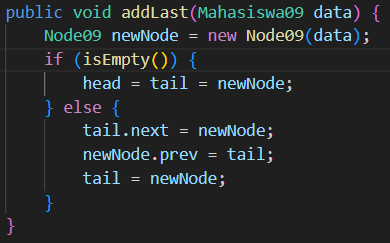 public void addLast(Mahasiswa09 data) {
    Node09 newNode = new Node09(data);
    if (isEmpty()) {
        head = tail = newNode;
    } else {
        tail.next = newNode;
        newNode.prev = tail;
        tail = newNode;
    }
}